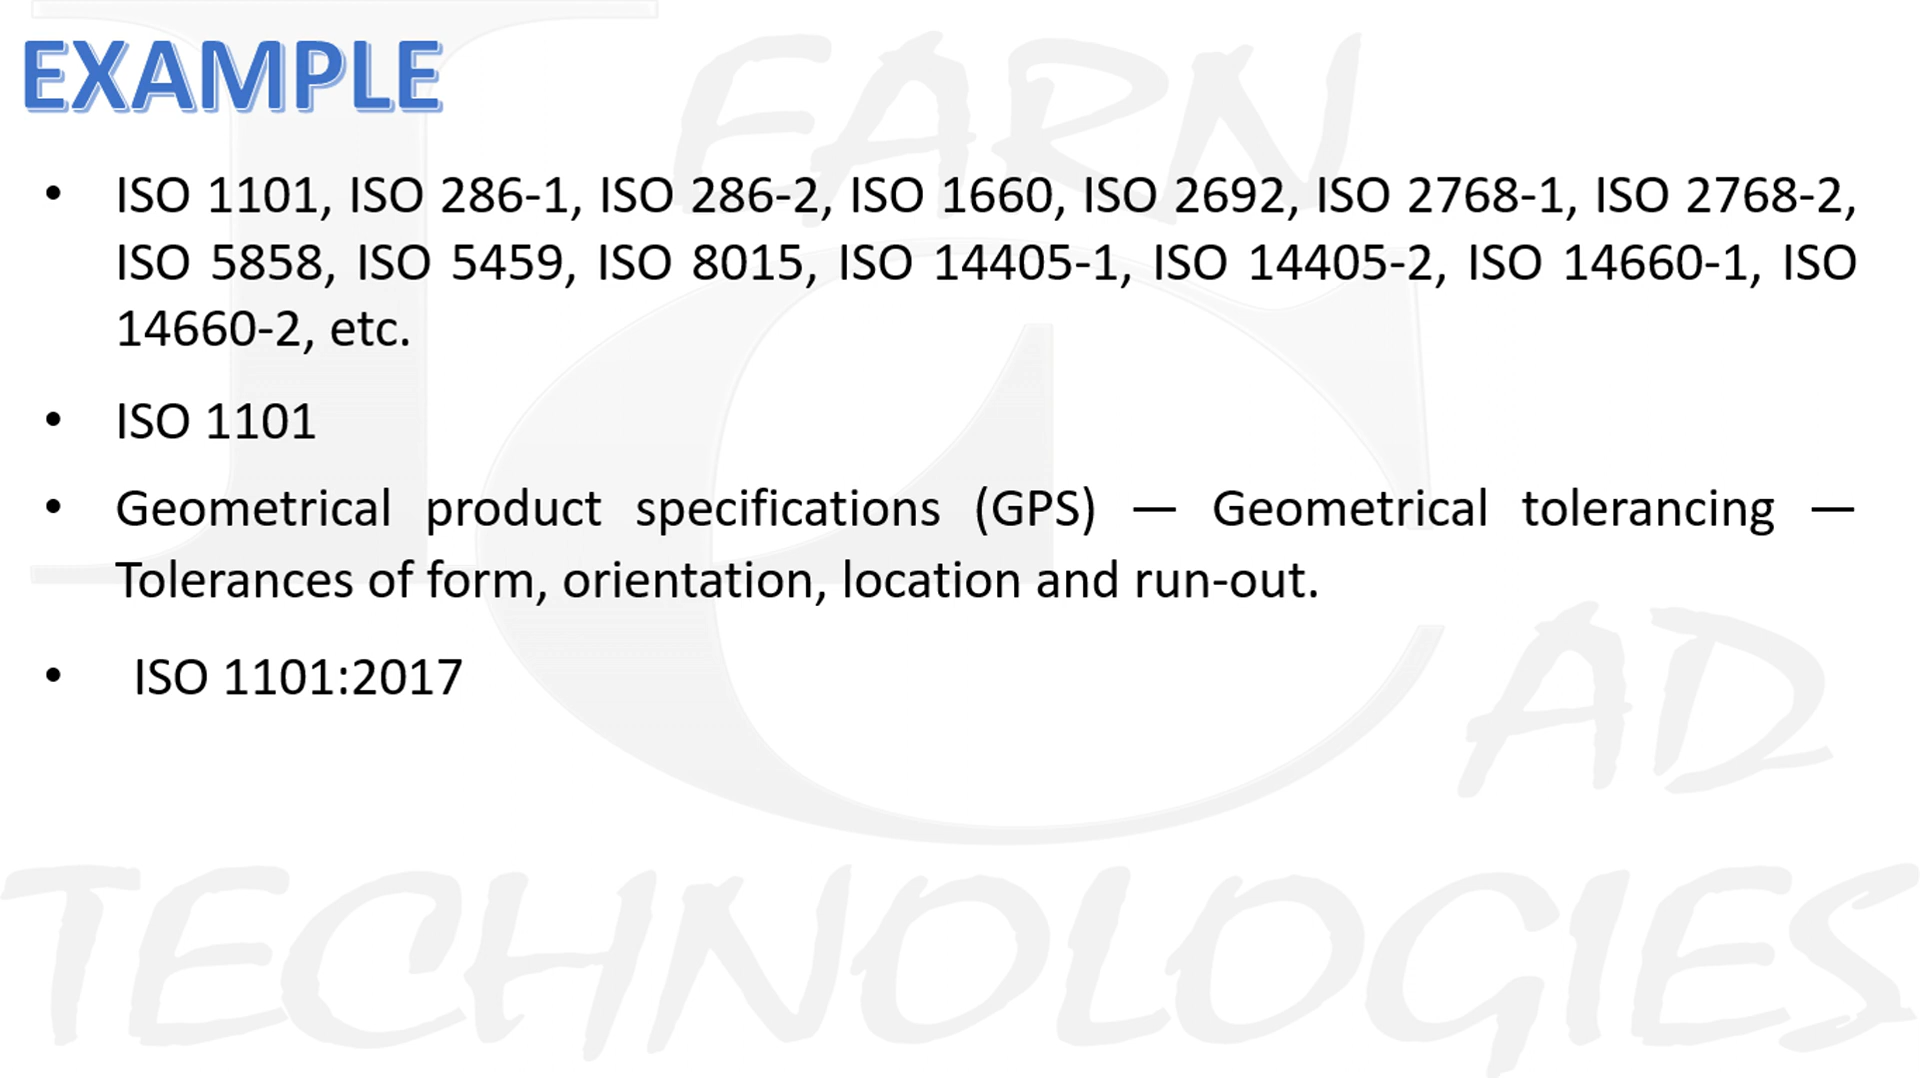 EXAMPLE
• ISO 1101, ISO 286-1, ISO 286-2, ISO 1660, ISO 2692, ISO 2768-1, ISO 2768-2,
ISO 5858, ISO 5459, ISO 8015, ISO 14405-1, ISO 14405-2, ISO 14660-1, ISO
14660-2, etc.
• ISO 1101
• Geometrical product specifications (GPS) — Geometrical tolerancing —
Tolerances of form, orientation, location and run-out.
• ISO 1101:2017
LEARN
CAD
TECHNOLOGIES